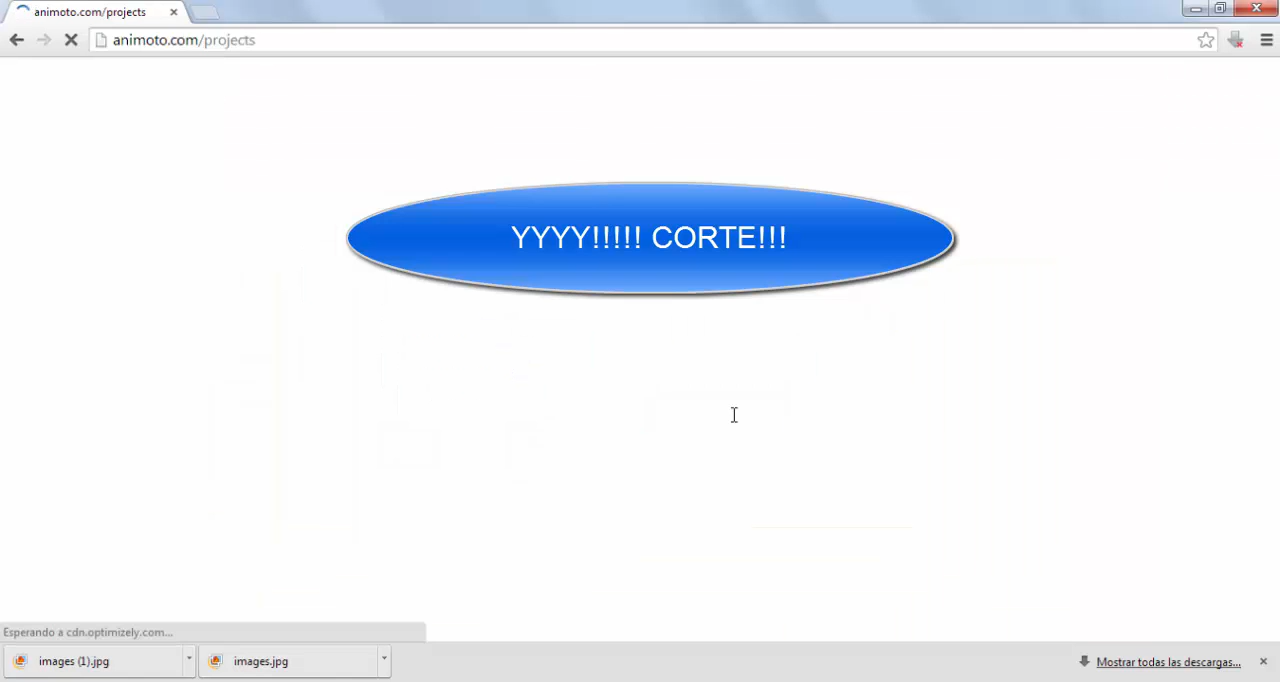 animoto.com/projects
animoto.com/projects
YYYY!!!!! CORTE!!!
Esperando a cdn.optimizely.com...
images (1).jpg
images.jpg
Mostrar todas las descargas...